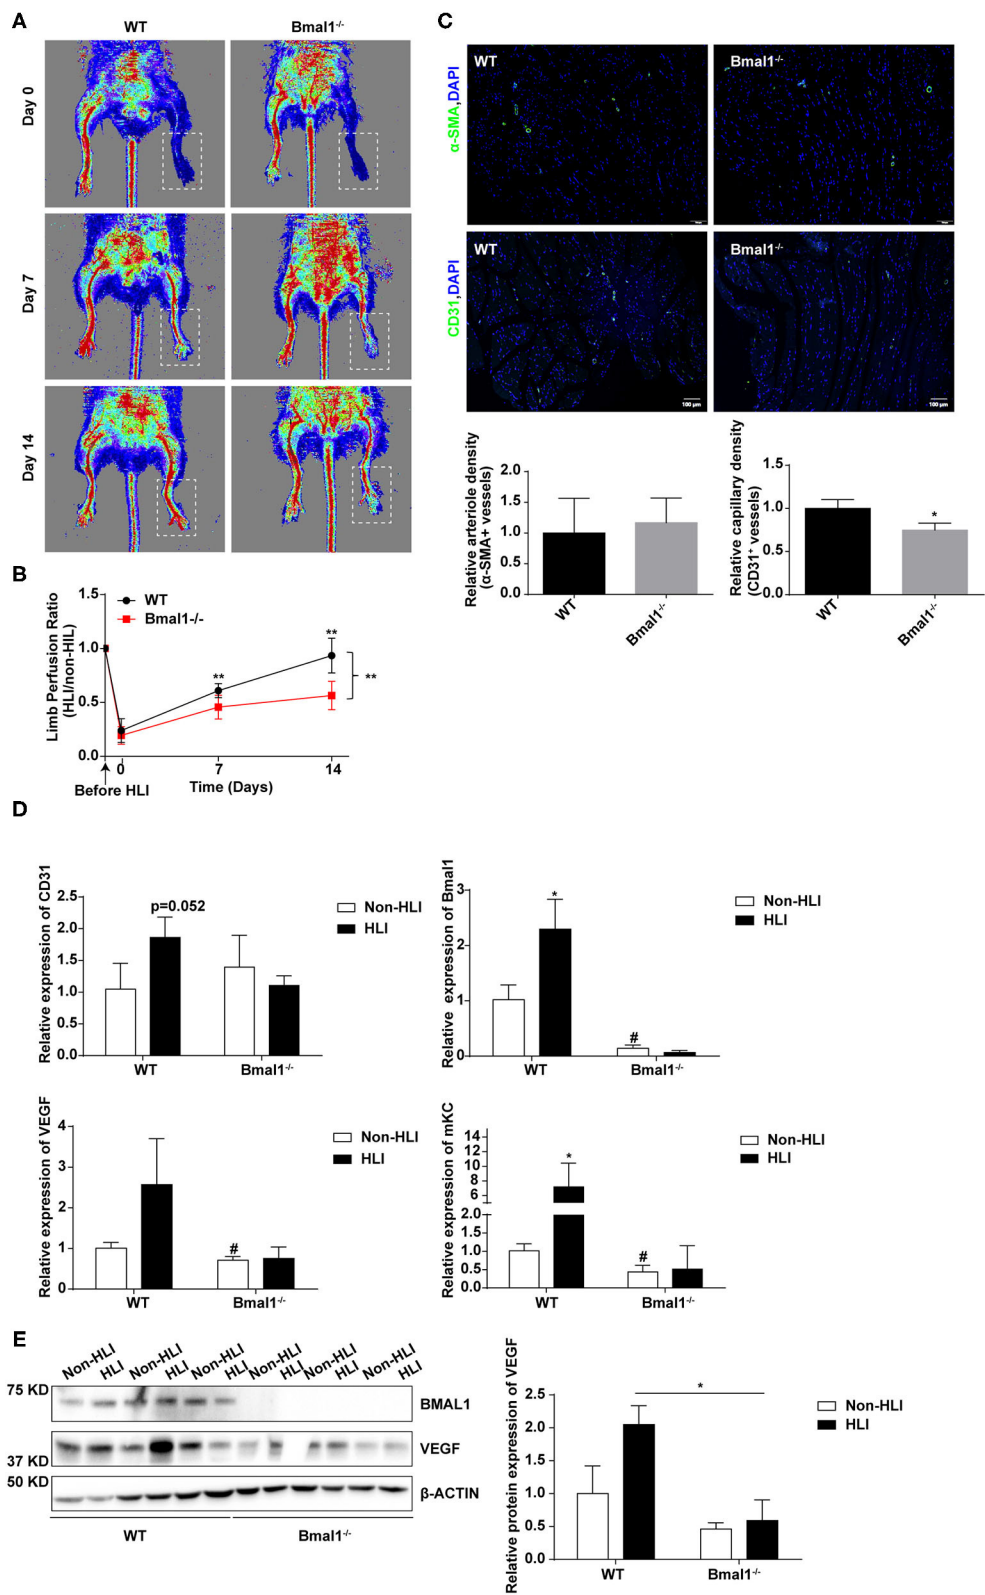 A
WT
Bmal1-/-
Day 0
Day 7
Day 14
B
Limb Perfusion Ratio
(HLI/non-HIL)
1.5
1.0
0.5
0.0
WT
Bmal1-/-
**
**
**
0
7
14
Before HLI
Time (Days)
C
α-SMA,DAPI
WT
Bmal1-/-
CD31,DAPI
WT
Bmal1-/-
100 μm
100 μm
Relative arteriole density
(α-SMA+ vessels)
2.0
1.5
1.0
0.5
0.0
WT
Bmal1-/-
Relative capillary density
(CD31+ vessels)
1.5
1.0
0.5
0.0
*
WT
Bmal1-/-
D
Relative expression of CD31
2.5
2.0
1.5
1.0
0.5
0.0
p=0.052
Non-HLI
HLI
WT
Bmal1-/-
Relative expression of Bmal1
3
2
1
0
*
#
Non-HLI
HLI
WT
Bmal1-/-
Relative expression of VEGF
4
3
2
1
0
#
Non-HLI
HLI
WT
Bmal1-/-
Relative expression of mKC
14
12
10
8
6
2.0
1.5
1.0
0.5
0.0
*
#
Non-HLI
HLI
WT
Bmal1-/-
E
Non-HLI
HLI
Non-HLI
HLI
Non-HLI
HLI
Non-HLI
HLI
Non-HLI
HLI
Non-HLI
HLI
75 KD
BMAL1
VEGF
37 KD
50 KD
β-ACTIN
WT
Bmal1-/-
Relative protein expression of VEGF
2.5
2.0
1.5
1.0
0.5
0.0
*
Non-HLI
HLI
WT
Bmal1-/-